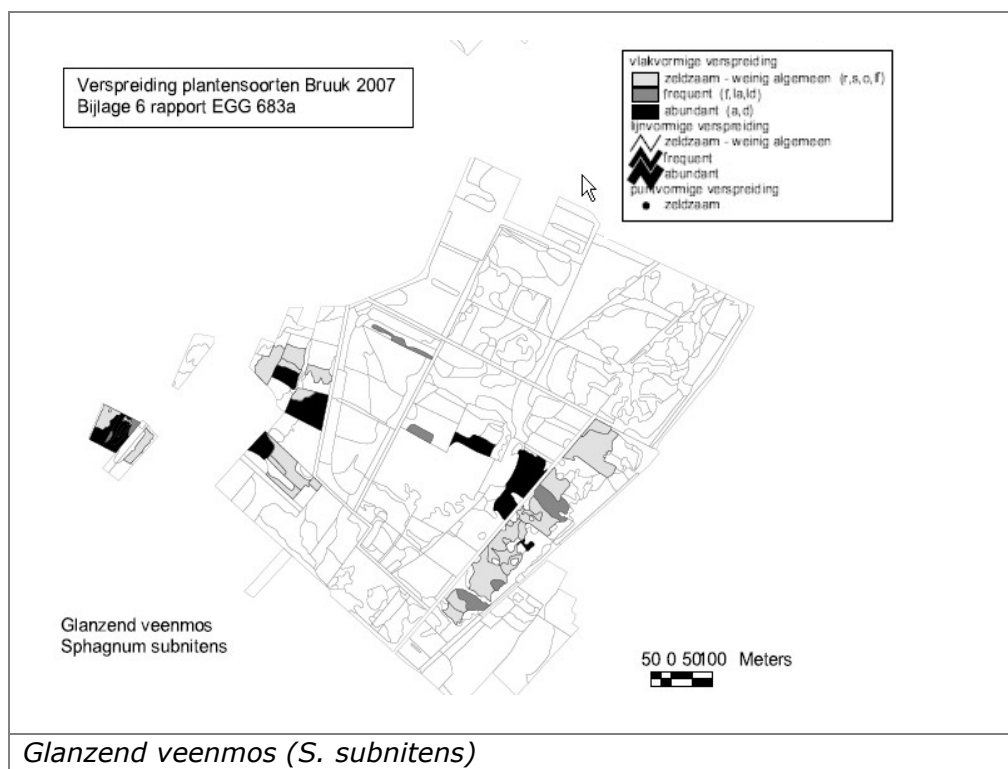 Verspreiding plantensoorten Bruuk 2007
Bijlage 6 rapport EGG 683a
vlakvormige verspreiding
zeldzaam - weinig algemeen (r,s,o,lf)
frequent (f,la,ld)
abundant (a,d)
lijnvormige verspreiding
zeldzaam - weinig algemeen
frequent
abundant
puntvormige verspreiding
zeldzaam
Glanzend veenmos
Sphagnum subnitens
50 0 50100 Meters
Glanzend veenmos (S. subnitens)